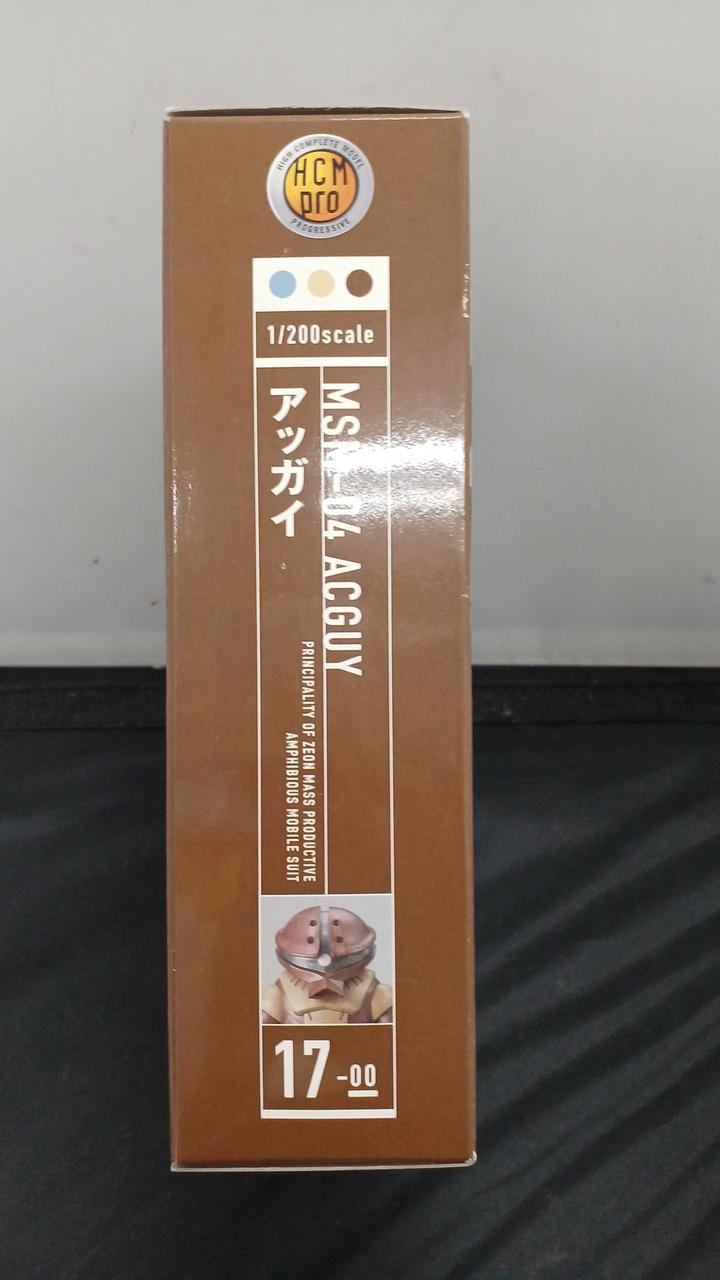 HIGH COMPLETE MODEL
HCM
pro
PROGRESSIVE
1/200scale
MSM-04 ACGUY
アッガイ
PRINCIPALITY OF ZEON MASS PRODUCTIVE
AMPHIBIOUS MOBILE SUIT
17-00